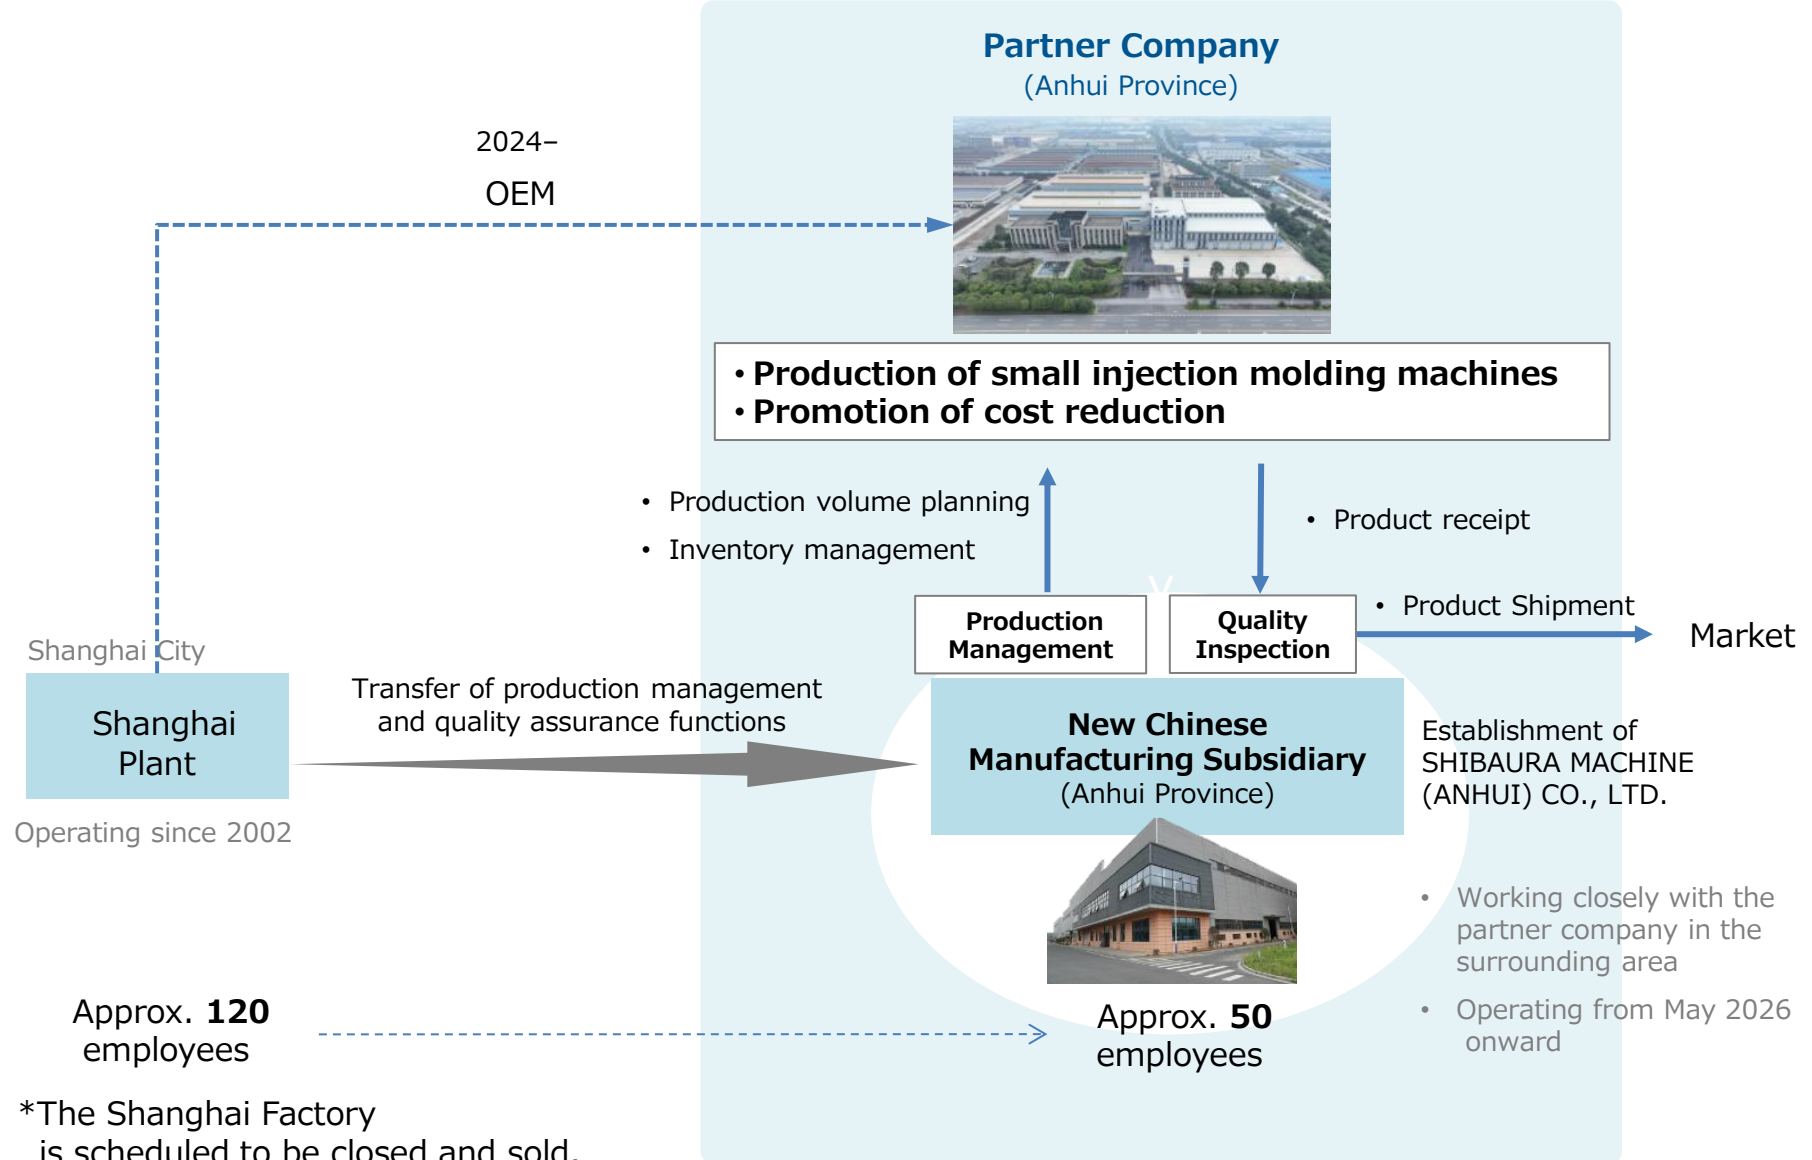 Partner Company
(Anhui Province)
2024–
OEM
• Production of small injection molding machines
• Promotion of cost reduction
• Production volume planning
• Inventory management
• Product receipt
Production
Management
Quality
Inspection
• Product Shipment
Market
Shanghai City
Shanghai
Plant
Operating since 2002
Transfer of production management
and quality assurance functions
New Chinese
Manufacturing Subsidiary
(Anhui Province)
Establishment of
SHIBAURA MACHINE
(ANHUI) CO., LTD.
• Working closely with the
partner company in the
surrounding area
• Operating from May 2026
onward
Approx. 120
employees
Approx. 50
employees
*The Shanghai Factory
is scheduled to be closed and sold.